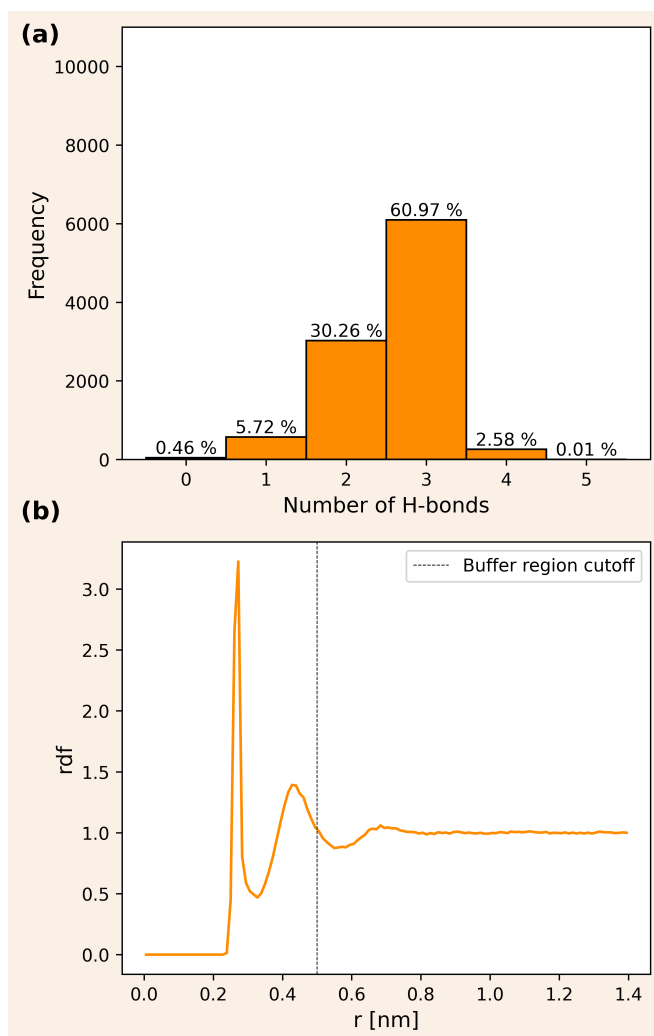 (a)
10000
8000
6000
4000
2000
0
Frequency
0.46 %
5.72 %
30.26 %
60.97 %
2.58 %
0.01 %
0 1 2 3 4 5
Number of H-bonds
(b)
Buffer region cutoff
3.0
2.5
2.0
1.5
1.0
0.5
0.0
rdf
0.0 0.2 0.4 0.6 0.8 1.0 1.2 1.4
r [nm]